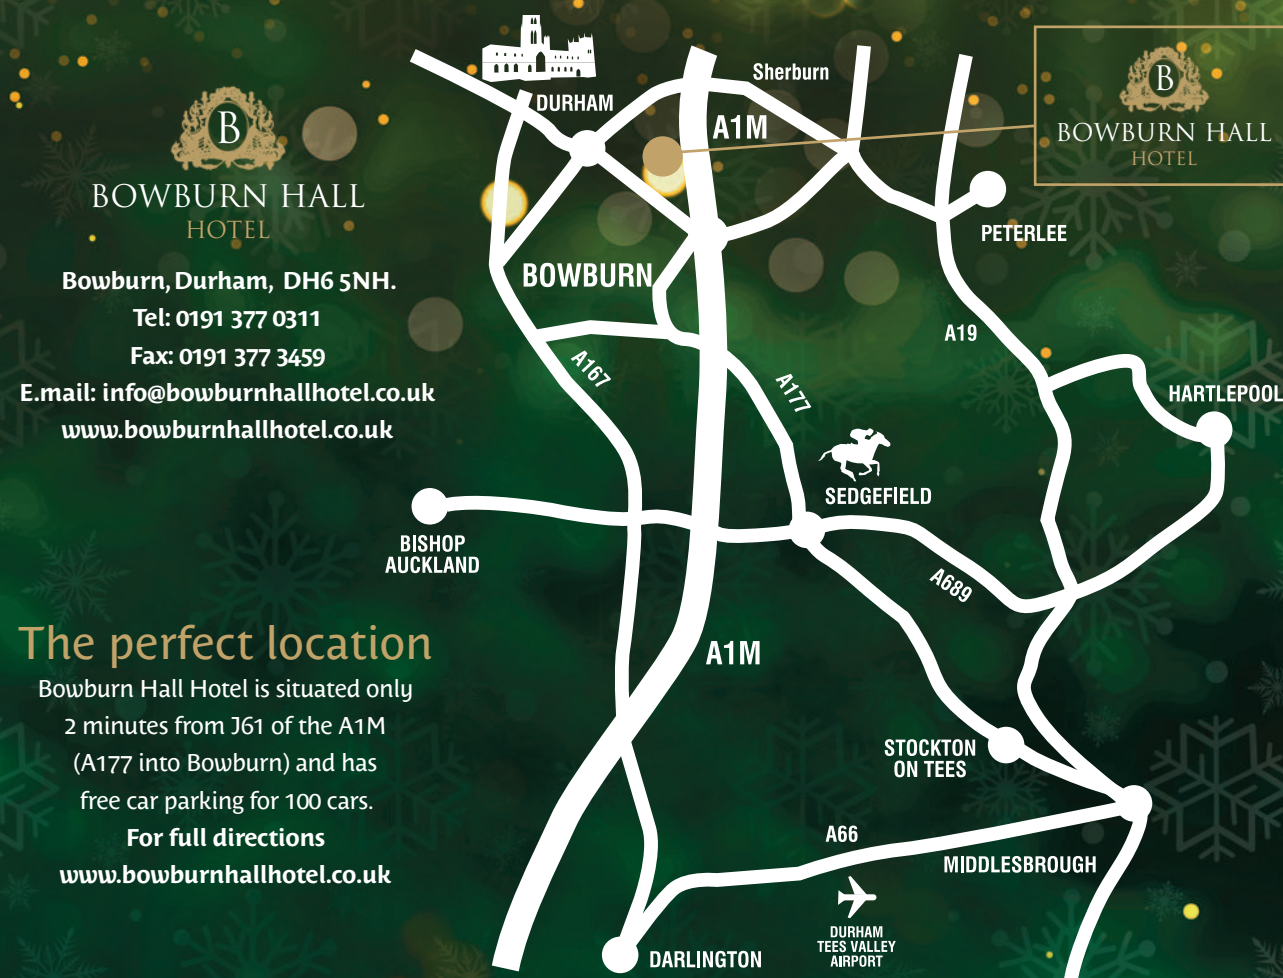 B
BOWBURN HALL
HOTEL
Bowburn, Durham, DH6 5NH.
Tel: 0191 377 0311
Fax: 0191 377 3459
E.mail: info@bowburnhallhotel.co.uk
www.bowburnhallhotel.co.uk
The perfect location
Bowburn Hall Hotel is situated only
2 minutes from J61 of the A1M
(A177 into Bowburn) and has
free car parking for 100 cars.
For full directions
www.bowburnhallhotel.co.uk
DURHAM
Sherburn
A1M
B
BOWBURN HALL
HOTEL
PETERLEE
BOWBURN
A19
A167
A177
HARTLEPOOL
SEDGEFIELD
BISHOP
AUCKLAND
A689
A1M
STOCKTON
ON TEES
A66
MIDDLESBROUGH
DURHAM
TEES VALLEY
AIRPORT
DARLINGTON